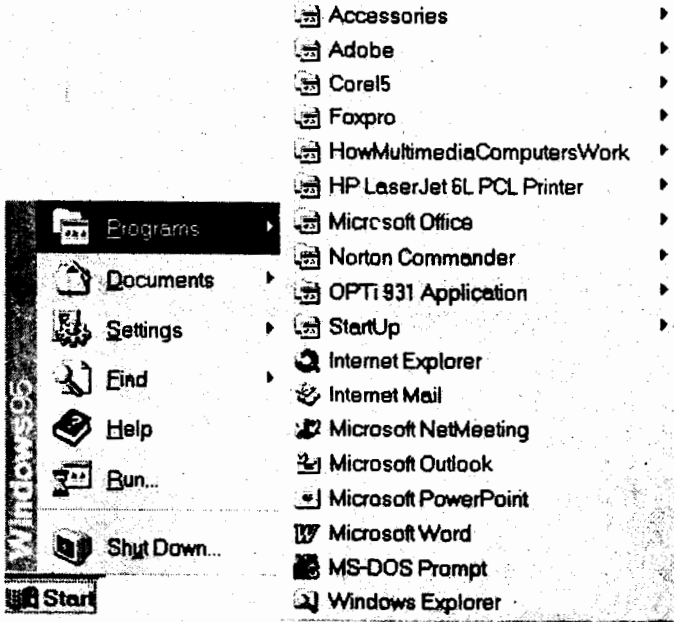 Accessories
Adobe
Corel5
Foxpro
HowMultimediaComputersWork
HP LaserJet 6L PCL Printer
Microsoft Office
Norton Commander
OPTi 931 Application
StartUp
Internet Explorer
Internet Mail
Microsoft NetMeeting
Microsoft Outlook
Microsoft PowerPoint
Microsoft Word
MS-DOS Prompt
Windows Explorer
Programs
Documents
Settings
Find
Help
Run...
Shut Down...
Windows95
Start